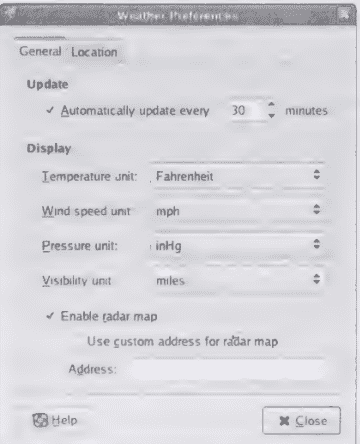 Weather Preferences
General Location
Update
Automatically update every 30 minutes
Display
Temperature unit: Fahrenheit
Wind speed unit mph
Pressure unit: inHg
Visibility unit miles
Enable radar map
Use custom address for radar map
Address:
Help
Close